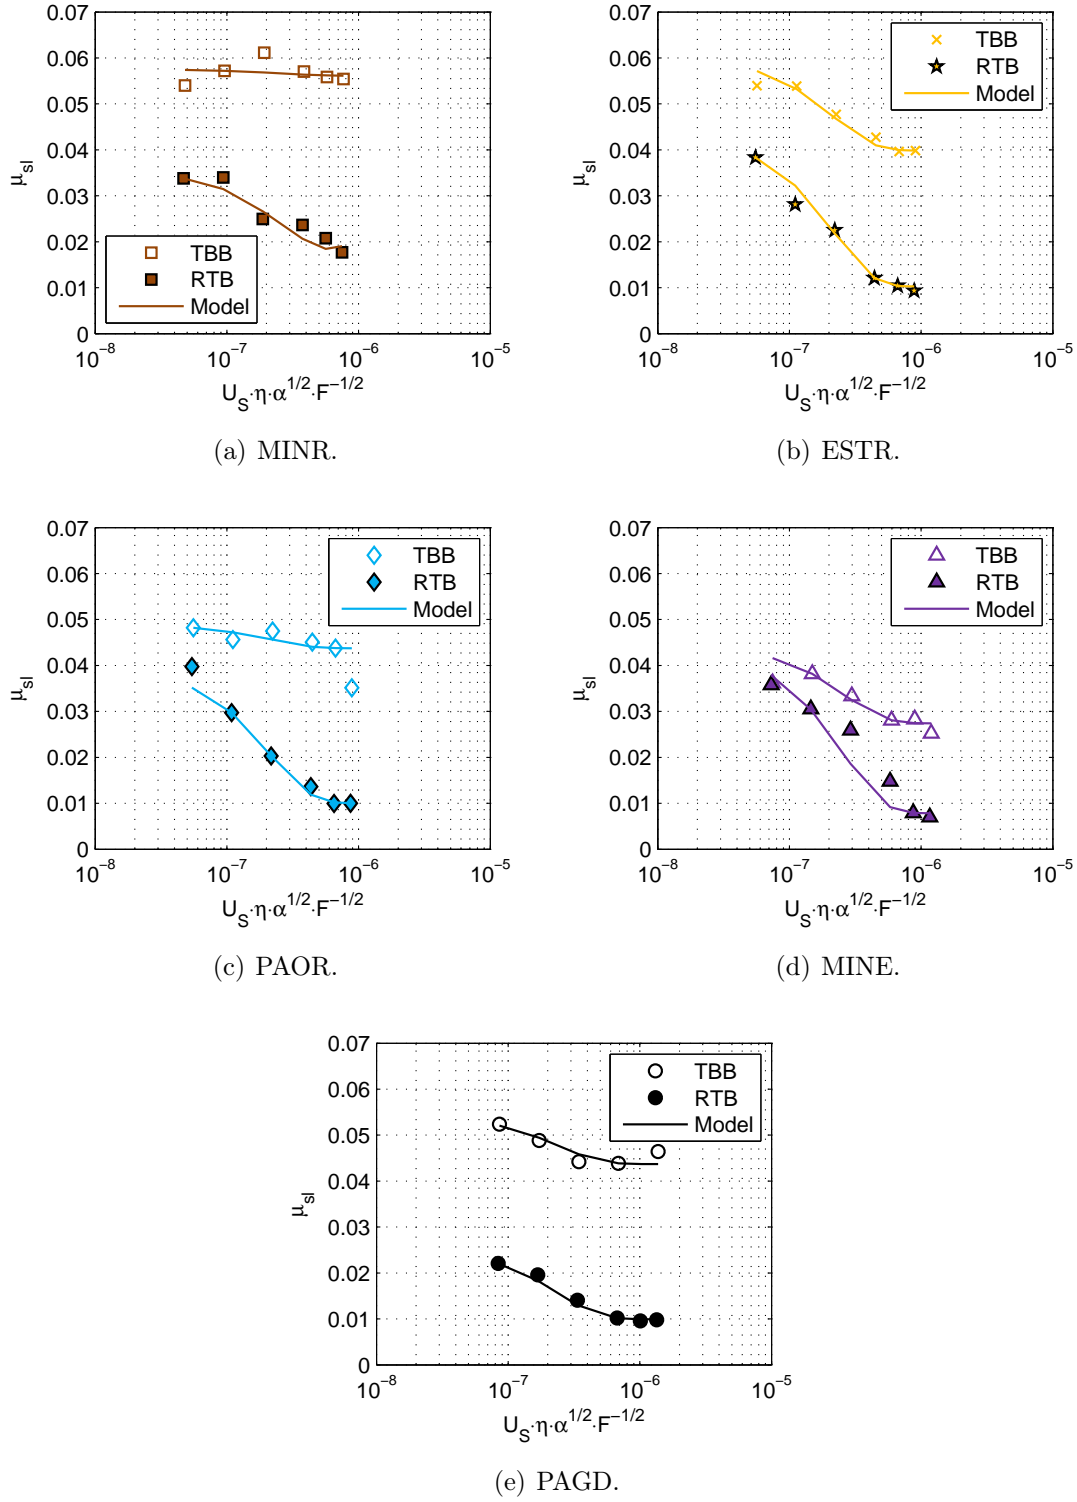 0.07
0.06
0.05
0.04
0.03
0.02
0.01
0
μsl
TBB
RTB
Model
10−8 10−7 10−6 10−5
US·η·α1/2·F−1/2
(a) MINR.
0.07
0.06
0.05
0.04
0.03
0.02
0.01
0
μsl
TBB
RTB
Model
10−8 10−7 10−6 10−5
US·η·α1/2·F−1/2
(b) ESTR.
0.07
0.06
0.05
0.04
0.03
0.02
0.01
0
μsl
TBB
RTB
Model
10−8 10−7 10−6 10−5
US·η·α1/2·F−1/2
(c) PAOR.
0.07
0.06
0.05
0.04
0.03
0.02
0.01
0
μsl
TBB
RTB
Model
10−8 10−7 10−6 10−5
US·η·α1/2·F−1/2
(d) MINE.
0.07
0.06
0.05
0.04
0.03
0.02
0.01
0
μsl
TBB
RTB
Model
10−8 10−7 10−6 10−5
US·η·α1/2·F−1/2
(e) PAGD.